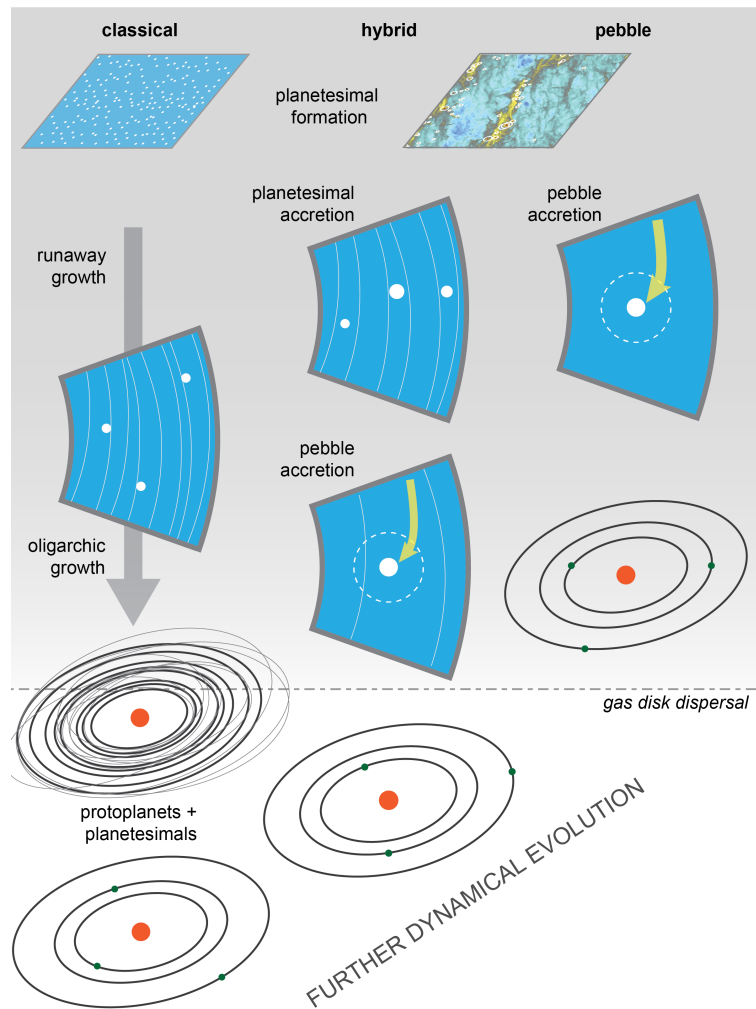 classical
hybrid
pebble
planetesimal
formation
planetesimal
accretion
pebble
accretion
runaway
growth
pebble
accretion
oligarchic
growth
gas disk dispersal
protoplanets +
planetesimals
FURTHER DYNAMICAL EVOLUTION